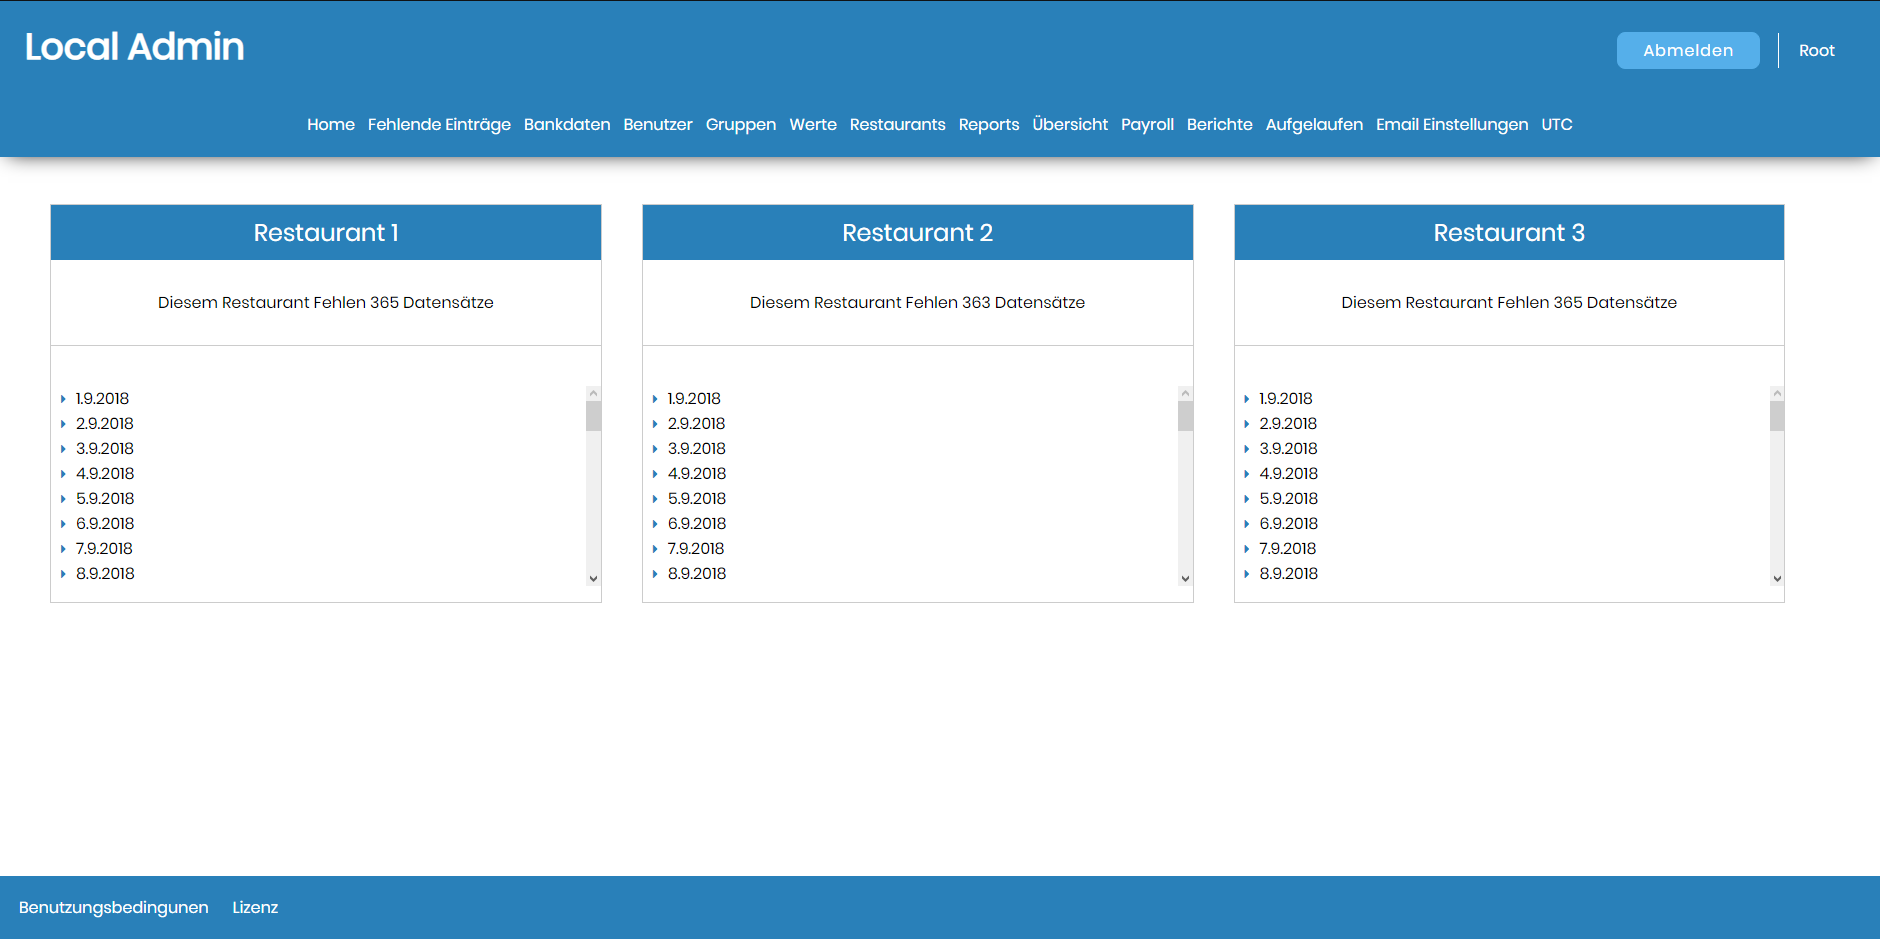 Local Admin
Abmelden
Root
Home Fehlende Einträge Bankdaten Benutzer Gruppen Werte Restaurants Reports Übersicht Payroll Berichte Aufgelaufen Email Einstellungen UTC
Restaurant 1
Diesem Restaurant Fehlen 365 Datensätze
1.9.2018
2.9.2018
3.9.2018
4.9.2018
5.9.2018
6.9.2018
7.9.2018
8.9.2018
Restaurant 2
Diesem Restaurant Fehlen 363 Datensätze
1.9.2018
2.9.2018
3.9.2018
4.9.2018
5.9.2018
6.9.2018
7.9.2018
8.9.2018
Restaurant 3
Diesem Restaurant Fehlen 365 Datensätze
1.9.2018
2.9.2018
3.9.2018
4.9.2018
5.9.2018
6.9.2018
7.9.2018
8.9.2018
Benutzungsbedingunen Lizenz